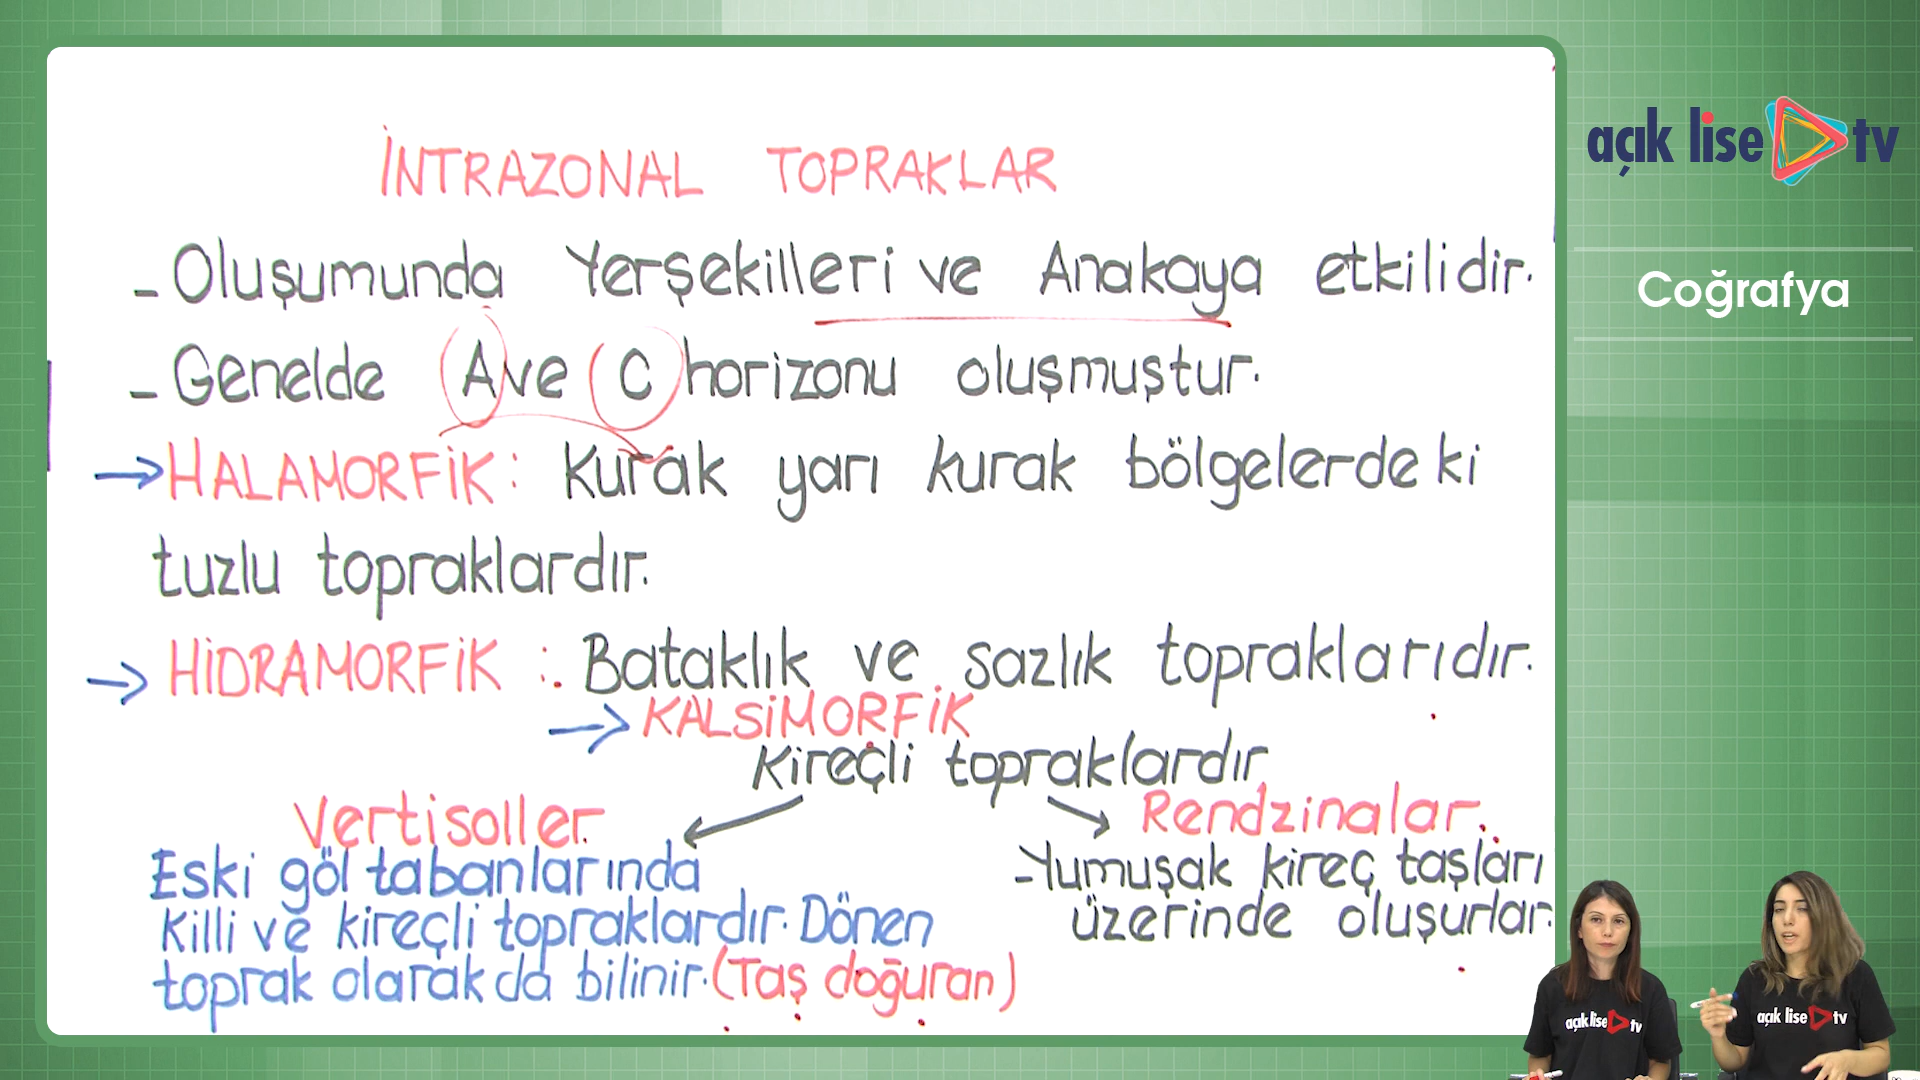 İNTRAZONAL TOPRAKLAR
- Oluşumunda Yerşekilleri ve Anakaya etkilidir.
- Genelde A ve C horizonu oluşmuştur.
→ HALAMORFİK : Kurak yarı kurak bölgelerdeki
tuzlu topraklardır.
→ HİDRAMORFİK : Bataklık ve sazlık topraklarıdır.
→ KALSİMORFİK
Kireçli topraklardır
Vertisoller
Eski göl tabanlarında
Killi ve kireçli topraklardır. Dönen
toprak olarak da bilinir. (Taş doğuran)
Rendzinalar.
- Yumuşak kireç taşları
üzerinde oluşurlar.
açık lise tv
Coğrafya
açık lise tv
açık lise tv